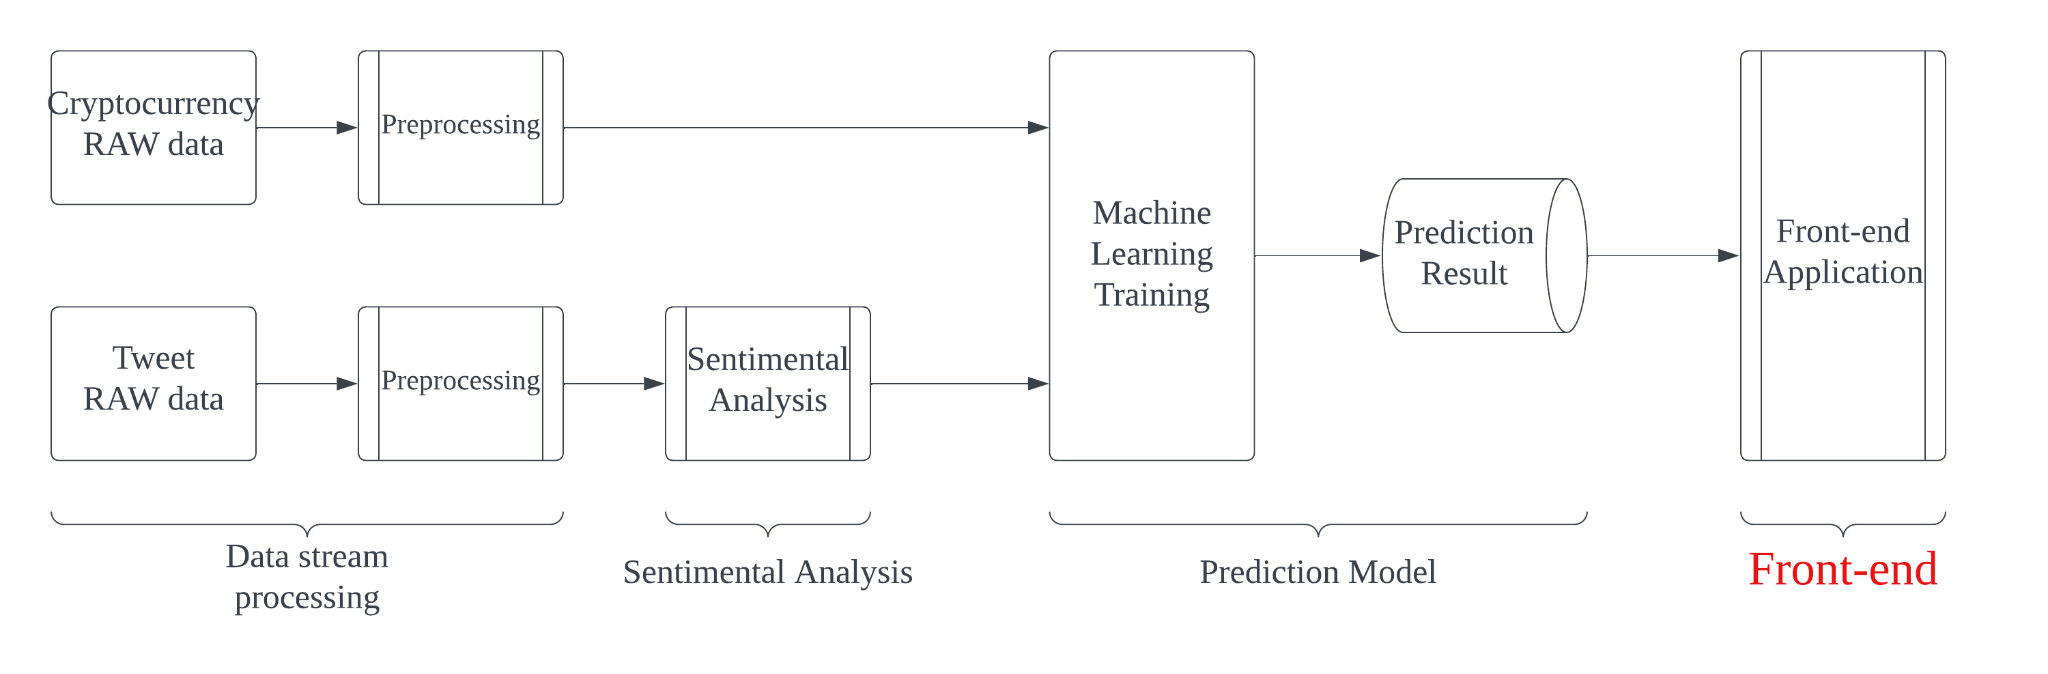 Cryptocurrency
RAW data
Preprocessing
Tweet
RAW data
Preprocessing
Sentimental
Analysis
Machine
Learning
Training
Prediction
Result
Front-end
Application
Data stream
processing
Sentimental Analysis
Prediction Model
Front-end